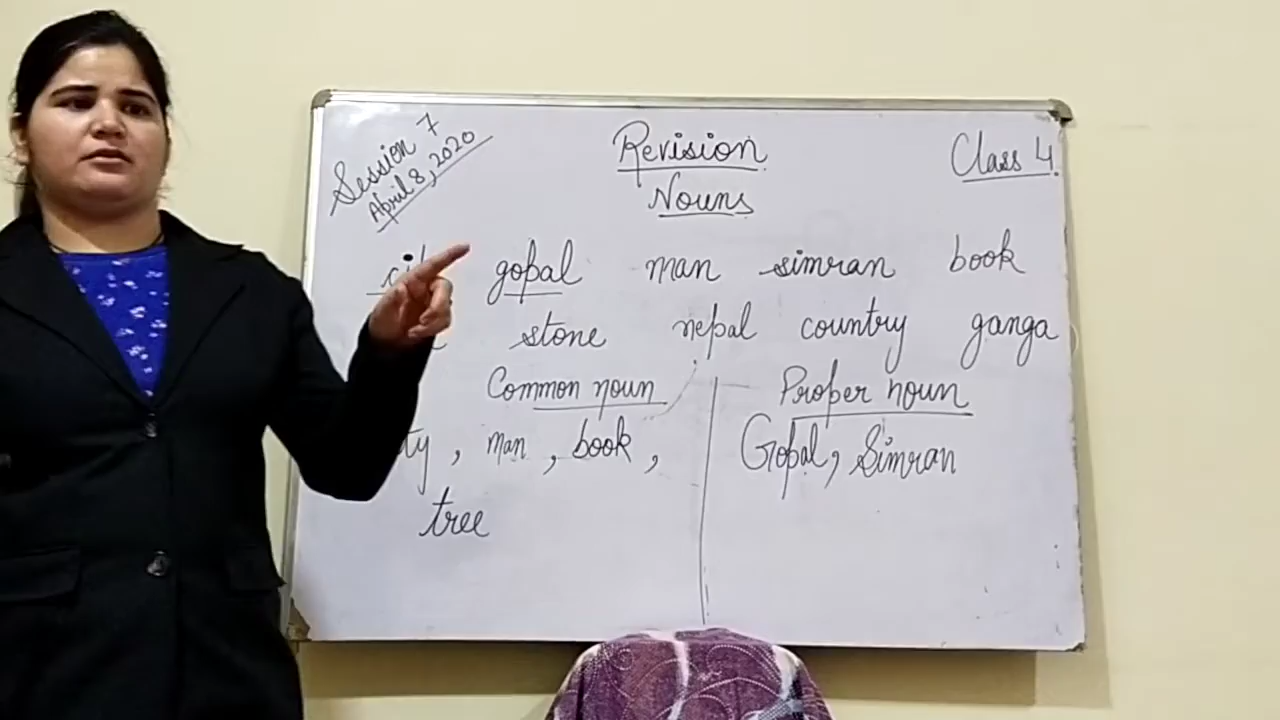 Session 7
April 8, 2020
Revision
Nouns
Class 4
gopal man simran book
stone nepal country ganga
Common noun
Proper noun
, man, book,
tree
Gopal, Simran